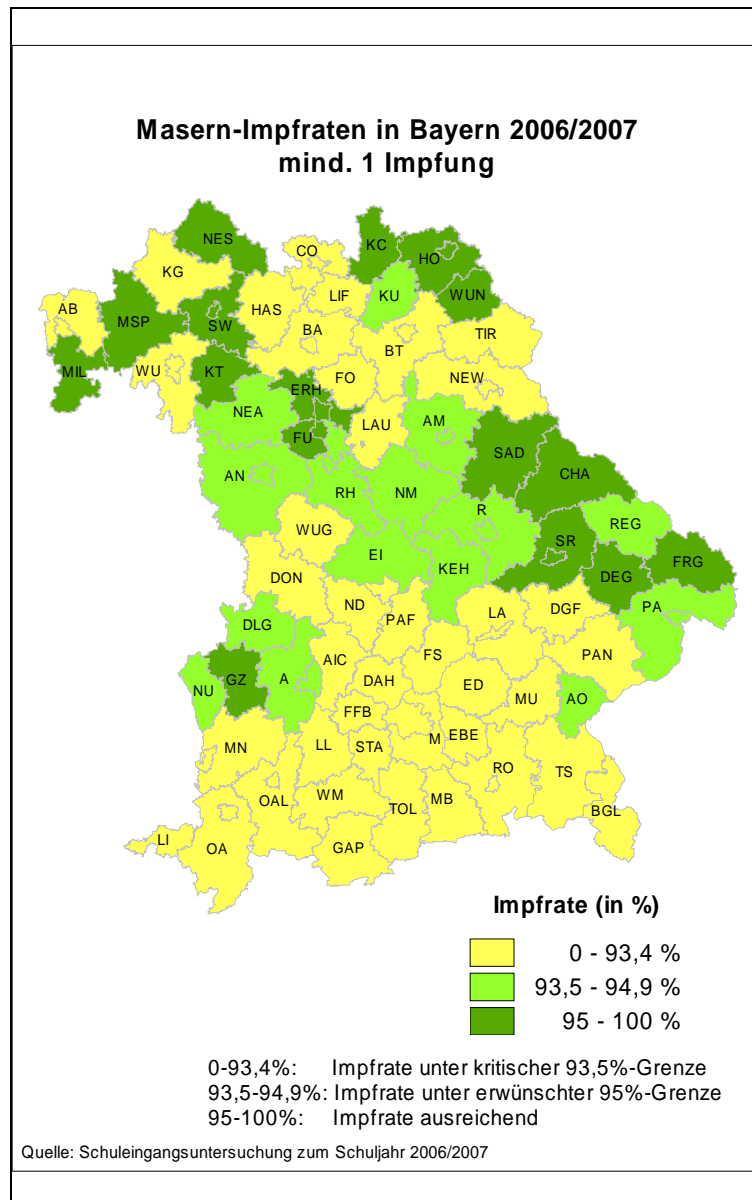 Masern-Impfraten in Bayern 2006/2007
mind. 1 Impfung
NES
KC
CO
HO
KG
KU
WUN
LIF
AB
HAS
MSP
SW
BA
TIR
BT
MIL
WU
KT
FO
NEW
ERH
NEA
LAU
AM
FU
SAD
CHA
AN
RH
NM
R
REG
WUG
SR
EI
KEH
FRG
DEG
DON
ND
PAF
LA
DGF
PA
DLG
AIC
FS
PAN
NU
GZ
A
DAH
ED
MU
AO
FFB
MN
LL
STA
M
EBE
RO
TS
OAL
WM
TOL
MB
BGL
LI
OA
GAP
Impfrate (in %)
0 - 93,4 %
93,5 - 94,9 %
95 - 100 %
0-93,4%: Impfrate unter kritischer 93,5%-Grenze
93,5-94,9%: Impfrate unter erwünschter 95%-Grenze
95-100%: Impfrate ausreichend
Quelle: Schuleingangsuntersuchung zum Schuljahr 2006/2007